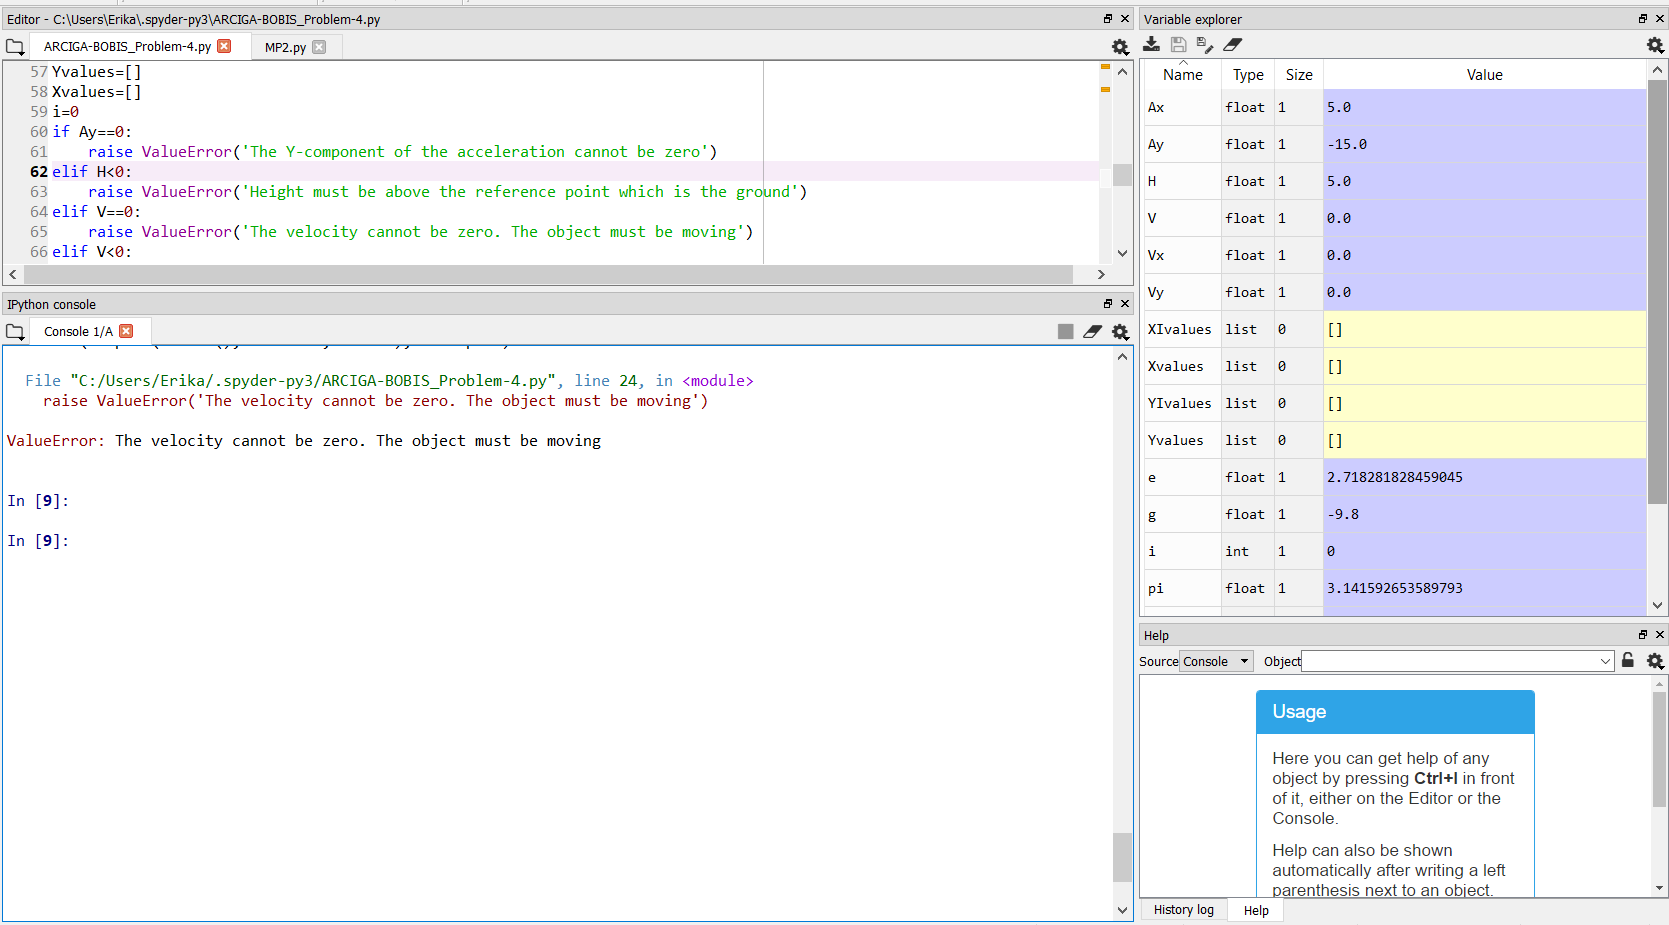 Editor - C:\Users\Erika\.spyder-py3\ARCIGA-BOBIS_Problem-4.py
ARCIGA-BOBIS_Problem-4.py
MP2.py
57 Yvalues=[]
58 Xvalues=[]
59 i=0
60 if Ay==0:
61     raise ValueError('The Y-component of the acceleration cannot be zero')
62 elif H<0:
63     raise ValueError('Height must be above the reference point which is the ground')
64 elif V==0:
65     raise ValueError('The velocity cannot be zero. The object must be moving')
66 elif V<0:
IPython console
Console 1/A
File "C:/Users/Erika/.spyder-py3/ARCIGA-BOBIS_Problem-4.py", line 24, in <module>
raise ValueError('The velocity cannot be zero. The object must be moving')
ValueError: The velocity cannot be zero. The object must be moving
In [9]:
In [9]:
Variable explorer
Name Type Size Value
Ax float 1 5.0
Ay float 1 -15.0
H float 1 5.0
V float 1 0.0
Vx float 1 0.0
Vy float 1 0.0
XIvalues list 0 []
Xvalues list 0 []
YIvalues list 0 []
Yvalues list 0 []
e float 1 2.718281828459045
g float 1 -9.8
i int 1 0
pi float 1 3.141592653589793
Help
Source Console Object
Usage
Here you can get help of any
object by pressing Ctrl+I in front
of it, either on the Editor or the
Console.
Help can also be shown
automatically after writing a left
parenthesis next to an object.
History log Help